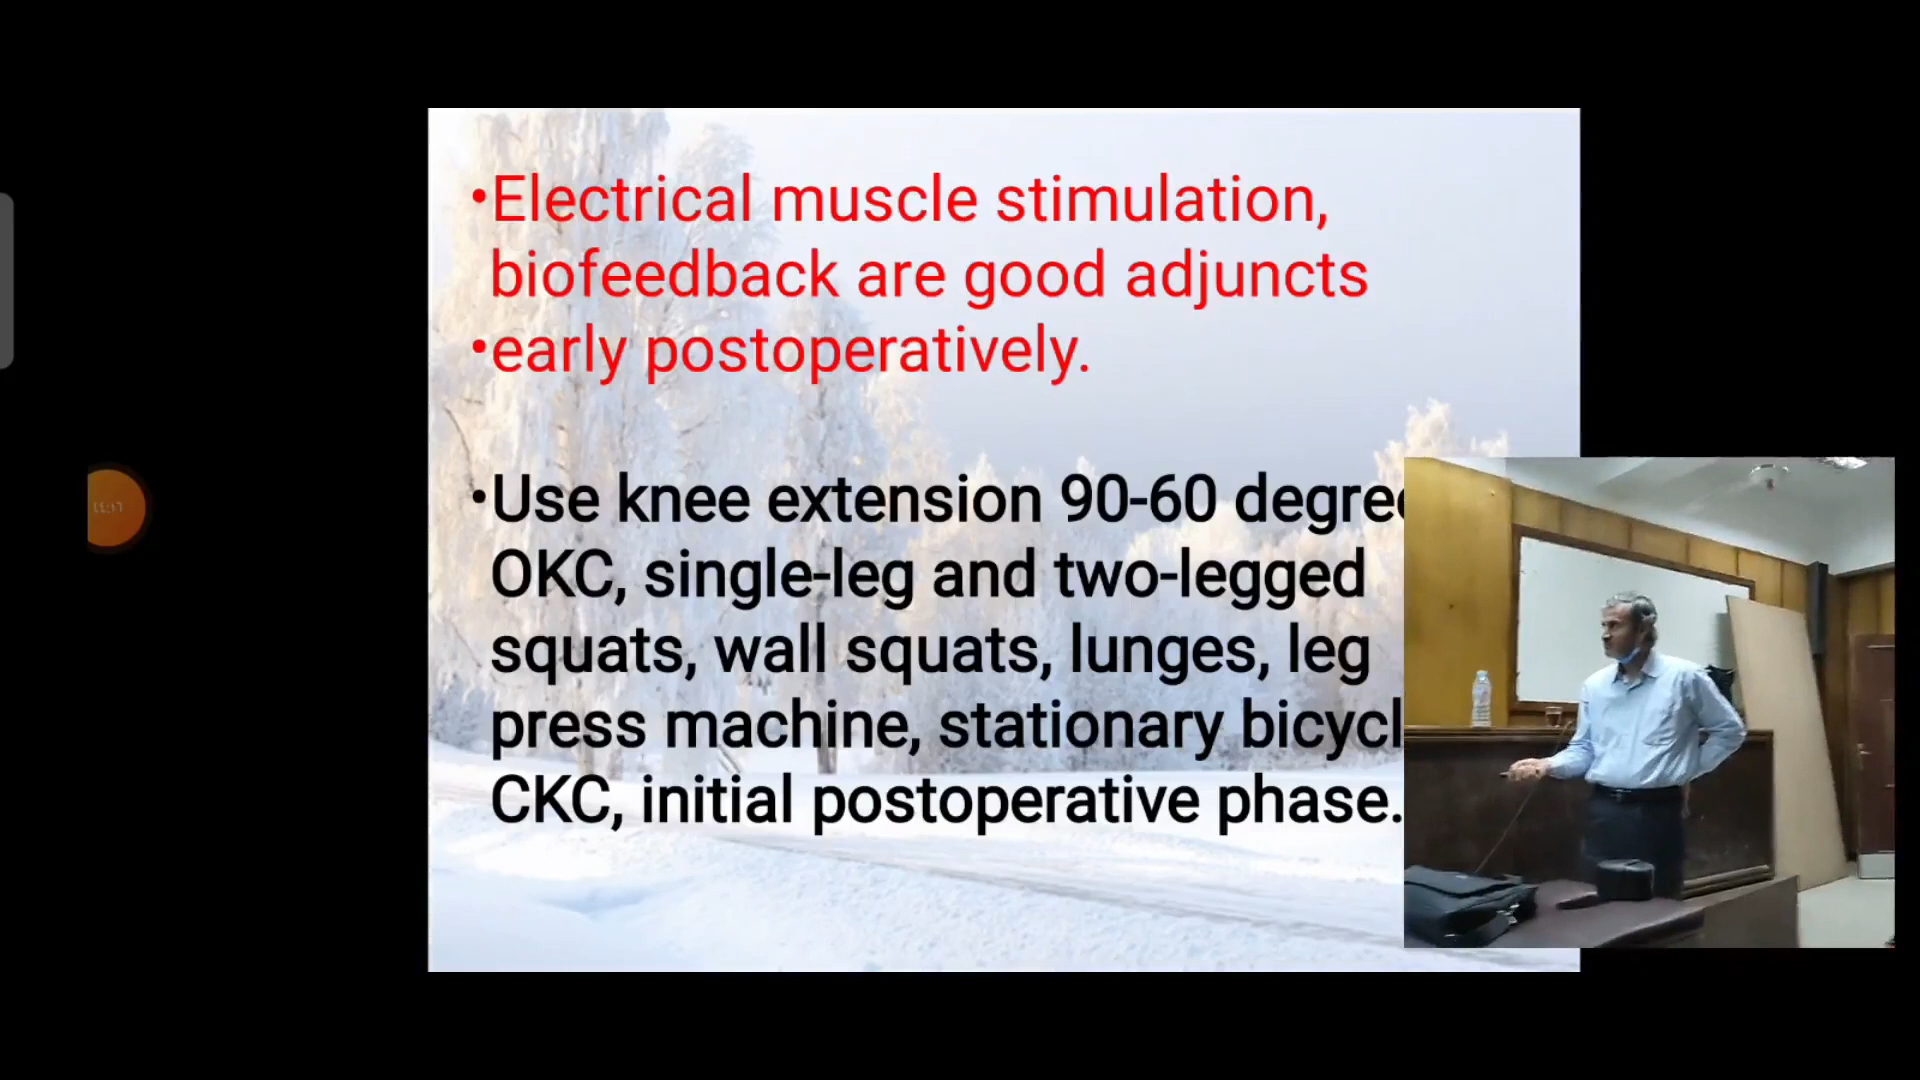 •Electrical muscle stimulation,
biofeedback are good adjuncts
•early postoperatively.
•Use knee extension 90-60
OKC, single-leg and two-legged
squats, wall squats, lunges, leg
press machine, stationary
CKC, initial postoperative phase.